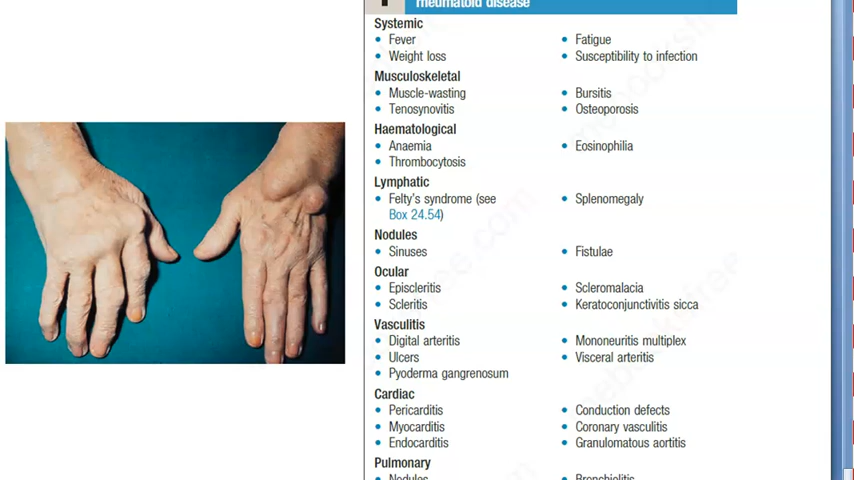 rheumatoid disease
Systemic
• Fever
• Fatigue
• Weight loss
• Susceptibility to infection
Musculoskeletal
• Muscle-wasting
• Bursitis
• Tenosynovitis
• Osteoporosis
Haematological
• Anaemia
• Eosinophilia
• Thrombocytosis
Lymphatic
• Felty's syndrome (see
Box 24.54)
• Splenomegaly
Nodules
• Sinuses
• Fistulae
Ocular
• Episcleritis
• Scleromalacia
• Scleritis
• Keratoconjunctivitis sicca
Vasculitis
• Digital arteritis
• Mononeuritis multiplex
• Ulcers
• Visceral arteritis
• Pyoderma gangrenosum
Cardiac
• Pericarditis
• Conduction defects
• Myocarditis
• Coronary vasculitis
• Endocarditis
• Granulomatous aortitis
Pulmonary
• Nodules
• Bronchiolitis